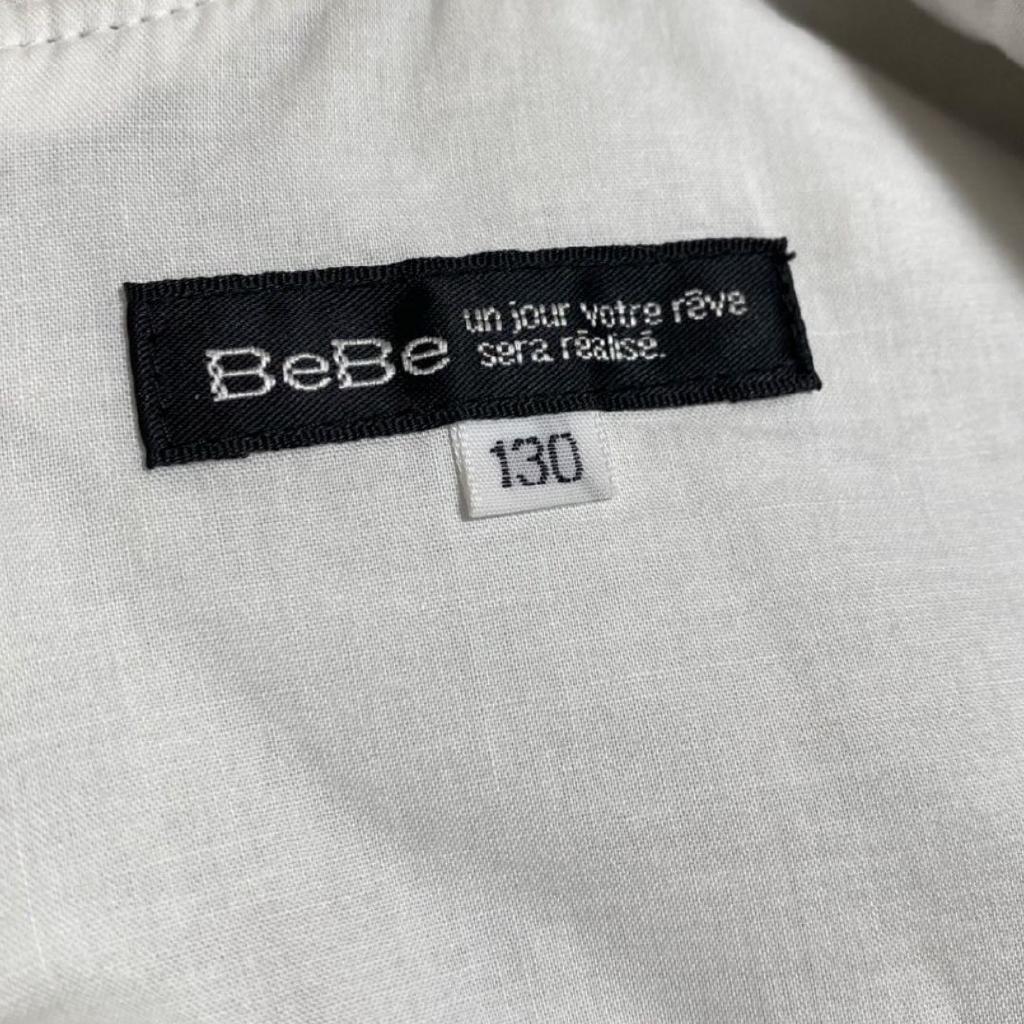 BeBe
un jour votre rêve
sera réalisé.
130